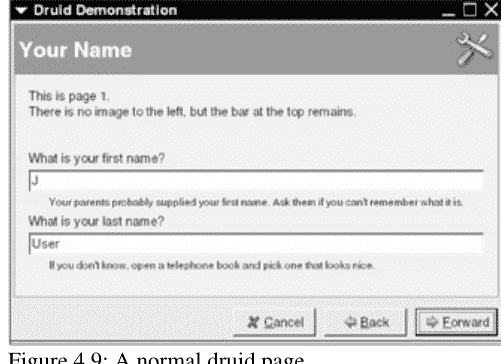 Druid Demonstration
Your Name
This is page 1.
There is no image to the left, but the bar at the top remains.
What is your first name?
J
Your parents probably supplied your first name. Ask them if you can't remember what it is.
What is your last name?
User
If you don't know, open a telephone book and pick one that looks nice.
Cancel Back Forward
Figure 4.9: A normal druid page